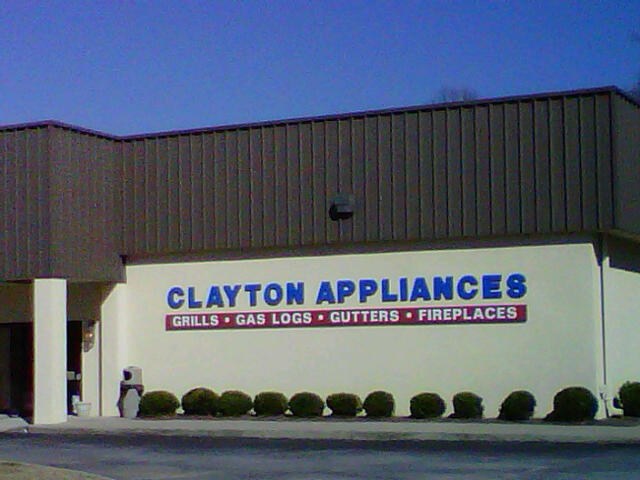 CLAYTON APPLIANCES
GRILLS • GAS LOGS • GUTTERS • FIREPLACES